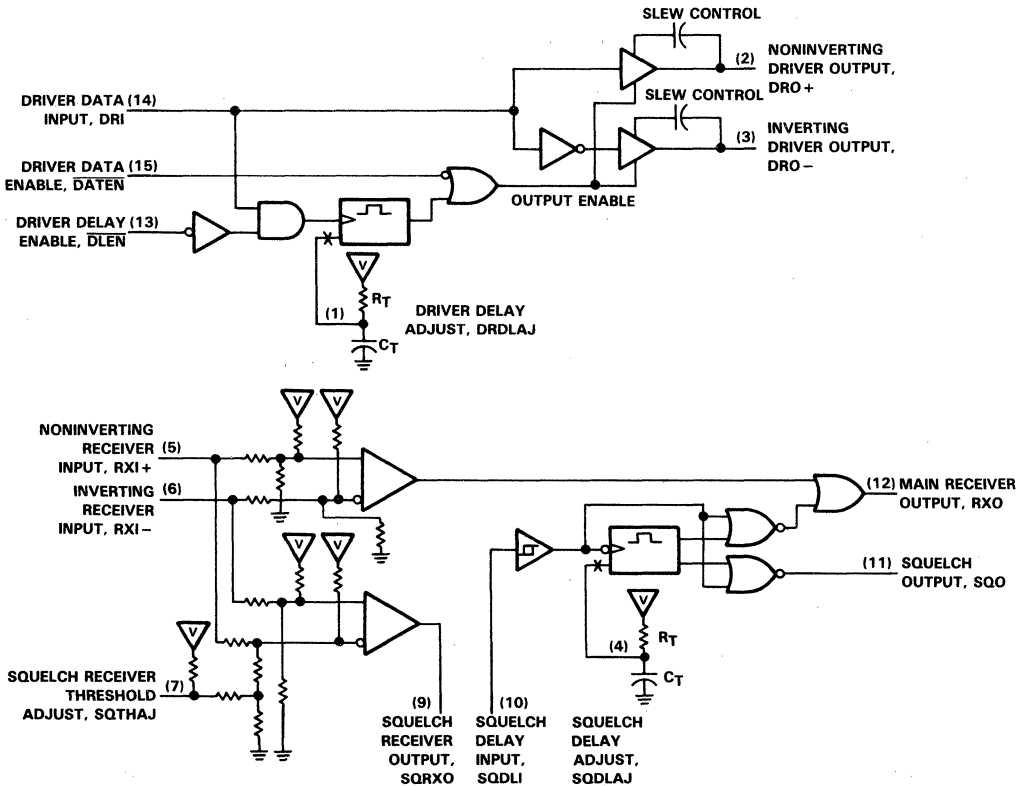 SLEW CONTROL
(2) NONINVERTING
DRIVER OUTPUT,
DRO+
DRIVER DATA (14)
INPUT, DRI
SLEW CONTROL
(3) INVERTING
DRIVER OUTPUT,
DRO−
DRIVER DATA (15)
ENABLE, DATEN
OUTPUT ENABLE
DRIVER DELAY (13)
ENABLE, DLEN
V
RT
(1)
DRIVER DELAY
ADJUST, DRDLAJ
CT
V V
NONINVERTING
RECEIVER (5)
INPUT, RXI+
INVERTING (6)
RECEIVER
INPUT, RXI−
(12) MAIN RECEIVER
OUTPUT, RXO
V V
(11) SQUELCH
OUTPUT, SQO
V
RT
(4)
CT
V
SQUELCH RECEIVER
THRESHOLD (7)
ADJUST, SQTHAJ
(9)
SQUELCH
RECEIVER
OUTPUT,
SQRXO
(10)
SQUELCH
DELAY
INPUT,
SQDLI
SQUELCH
DELAY
ADJUST,
SQDLAJ